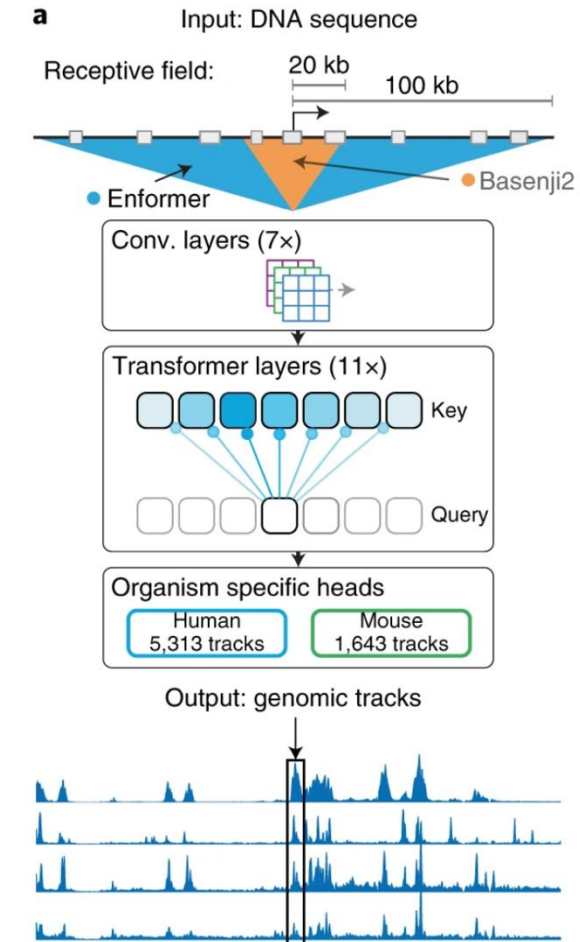 a
Input: DNA sequence
Receptive field:
20 kb
100 kb
Enformer
Basenji2
Conv. layers (7×)
Transformer layers (11×)
Key
Query
Organism specific heads
Human
5,313 tracks
Mouse
1,643 tracks
Output: genomic tracks